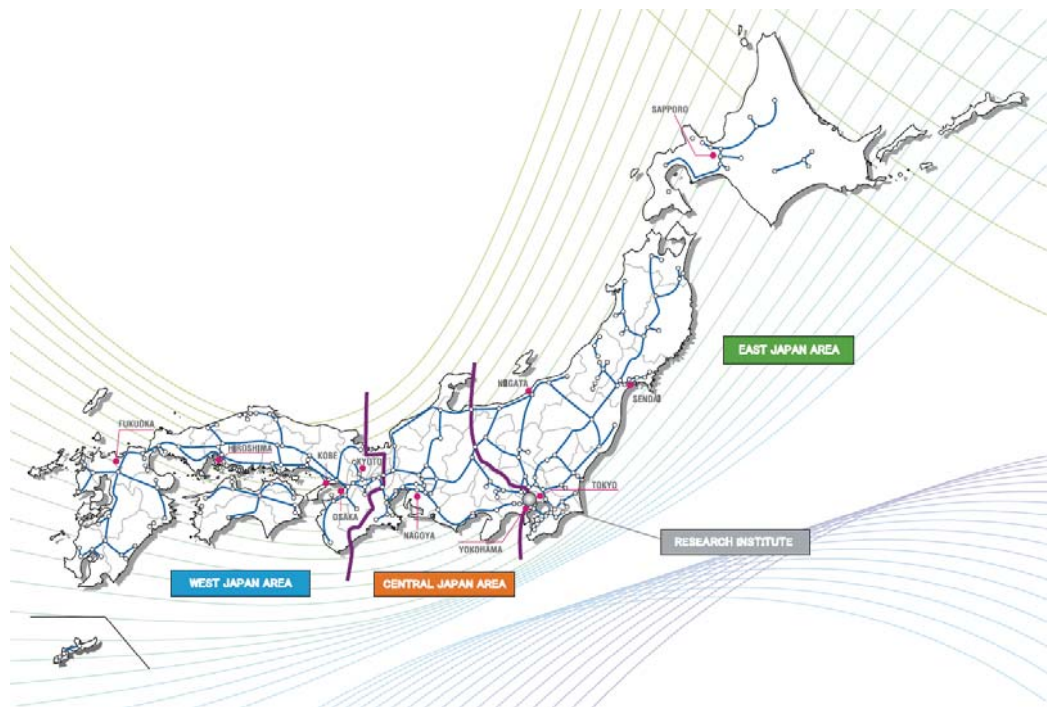 SAPPORO
EAST JAPAN AREA
NIIGATA
SENDAI
FUKUOKA
HIROSHIMA
KOBE
KYOTO
TOKYO
OSAKA
NAGOYA
YOKOHAMA
RESEARCH INSTITUTE
WEST JAPAN AREA
CENTRAL JAPAN AREA